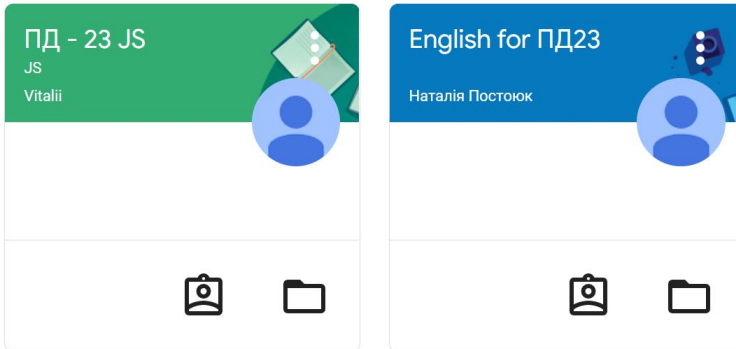 ПД - 23 JS
JS
Vitalii
English for ПД23
Наталія Постоюк